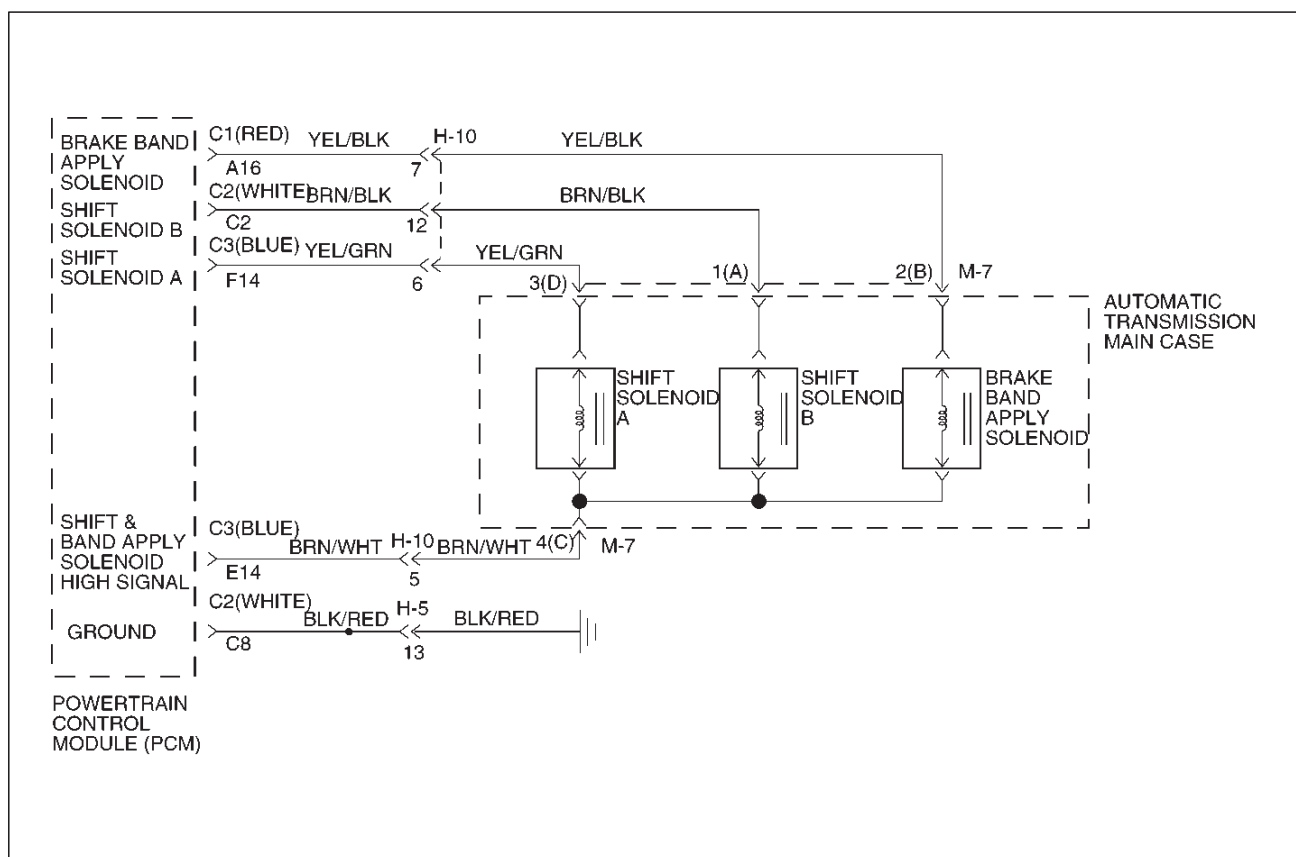 BRAKE BAND
APPLY
SOLENOID
C1(RED)
A16
YEL/BLK
H-10
7
YEL/BLK
SHIFT
SOLENOID B
C2(WHITE)
C2
BRN/BLK
12
BRN/BLK
SHIFT
SOLENOID A
C3(BLUE)
F14
YEL/GRN
6
YEL/GRN
3(D)
1(A)
2(B)
M-7
AUTOMATIC
TRANSMISSION
MAIN CASE
SHIFT
SOLENOID
A
SHIFT
SOLENOID
B
BRAKE
BAND
APPLY
SOLENOID
SHIFT &
BAND APPLY
SOLENOID
HIGH SIGNAL
C3(BLUE)
E14
BRN/WHT
H-10
5
BRN/WHT
4(C)
M-7
GROUND
C2(WHITE)
C8
BLK/RED
H-5
13
BLK/RED
POWERTRAIN
CONTROL
MODULE (PCM)